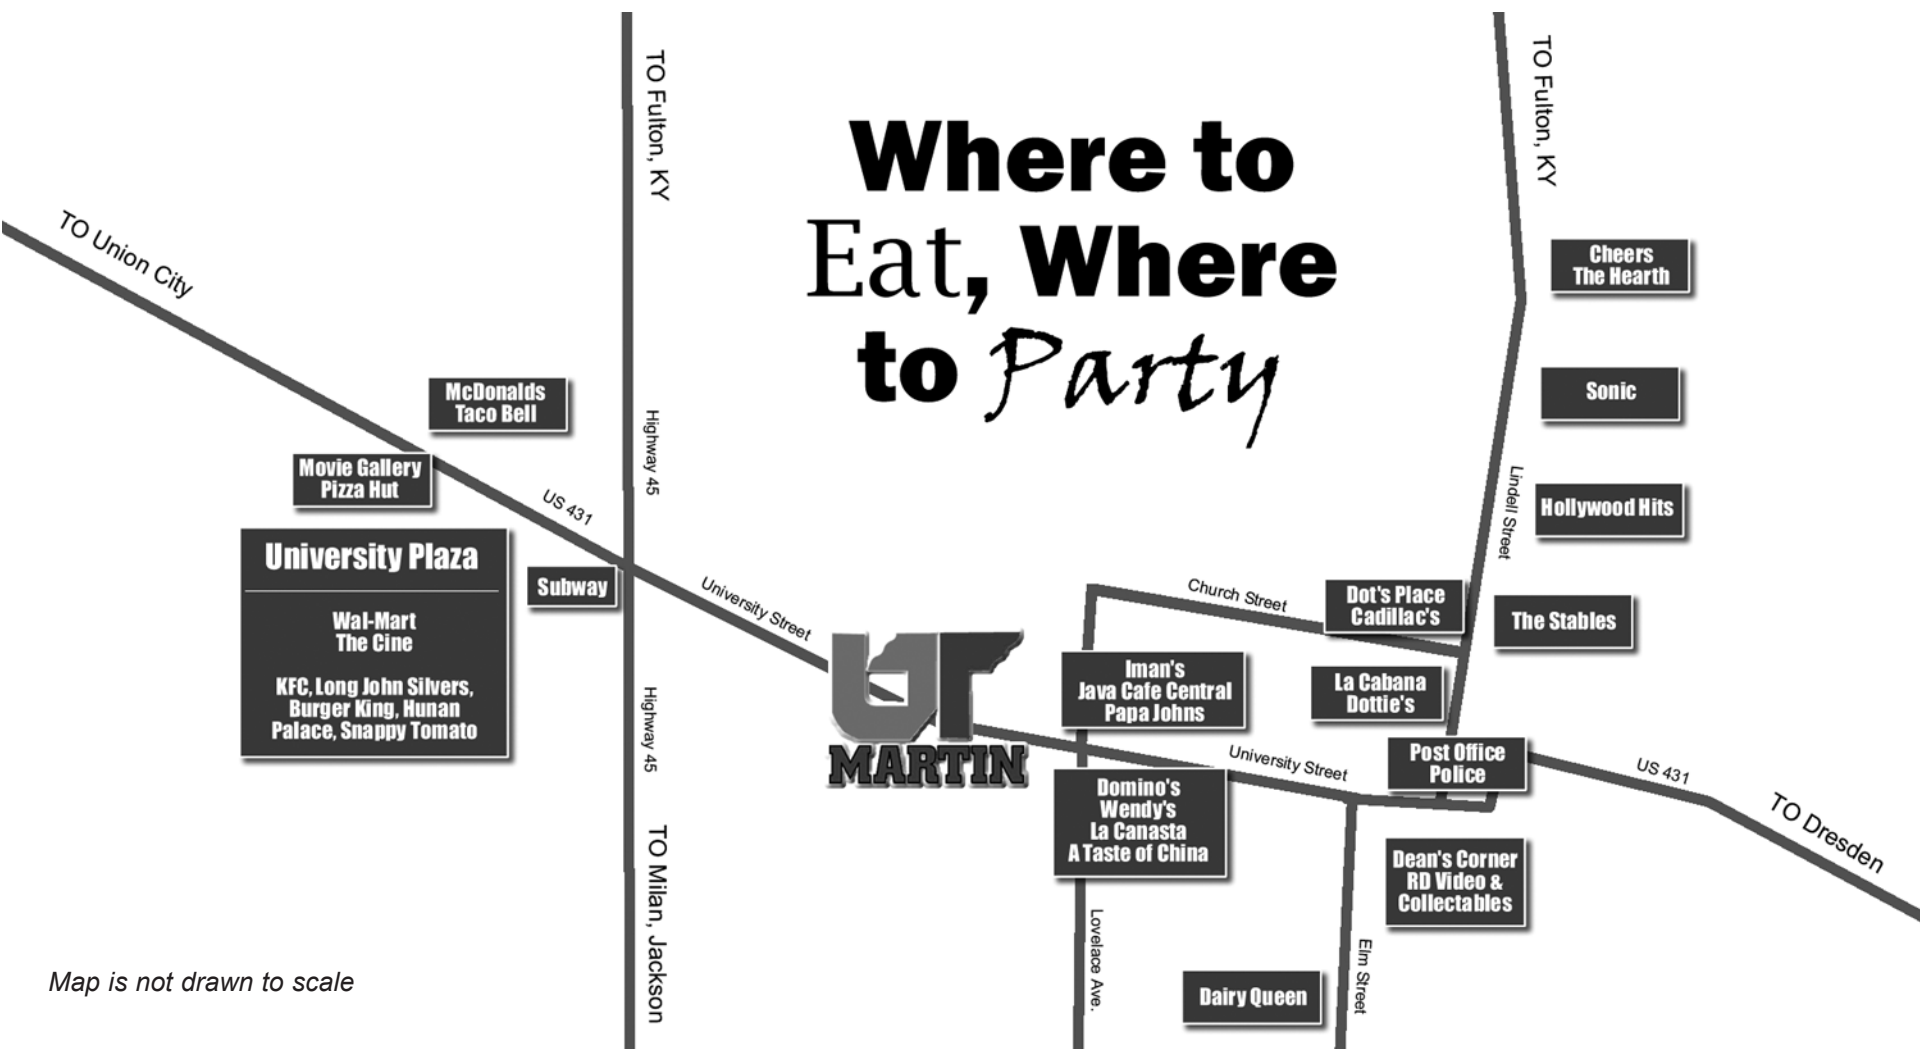 Where to
Eat, Where
to Party
TO Fulton, KY
TO Fulton, KY
TO Union City
Cheers
The Hearth
McDonalds
Taco Bell
Sonic
Highway 45
Movie Gallery
Pizza Hut
US 431
Lindell Street
Hollywood Hits
University Plaza
Wal-Mart
The Cine
KFC, Long John Silvers,
Burger King, Hunan
Palace, Snappy Tomato
Subway
University Street
Church Street
Dot's Place
Cadillac's
The Stables
UT
MARTIN
Iman's
Java Cafe Central
Papa Johns
La Cabana
Dottie's
Highway 45
University Street
Post Office
Police
US 431
TO Dresden
Domino's
Wendy's
La Canasta
A Taste of China
Dean's Corner
RD Video &
Collectables
TO Milan, Jackson
Lovelace Ave.
Elm Street
Dairy Queen
Map is not drawn to scale